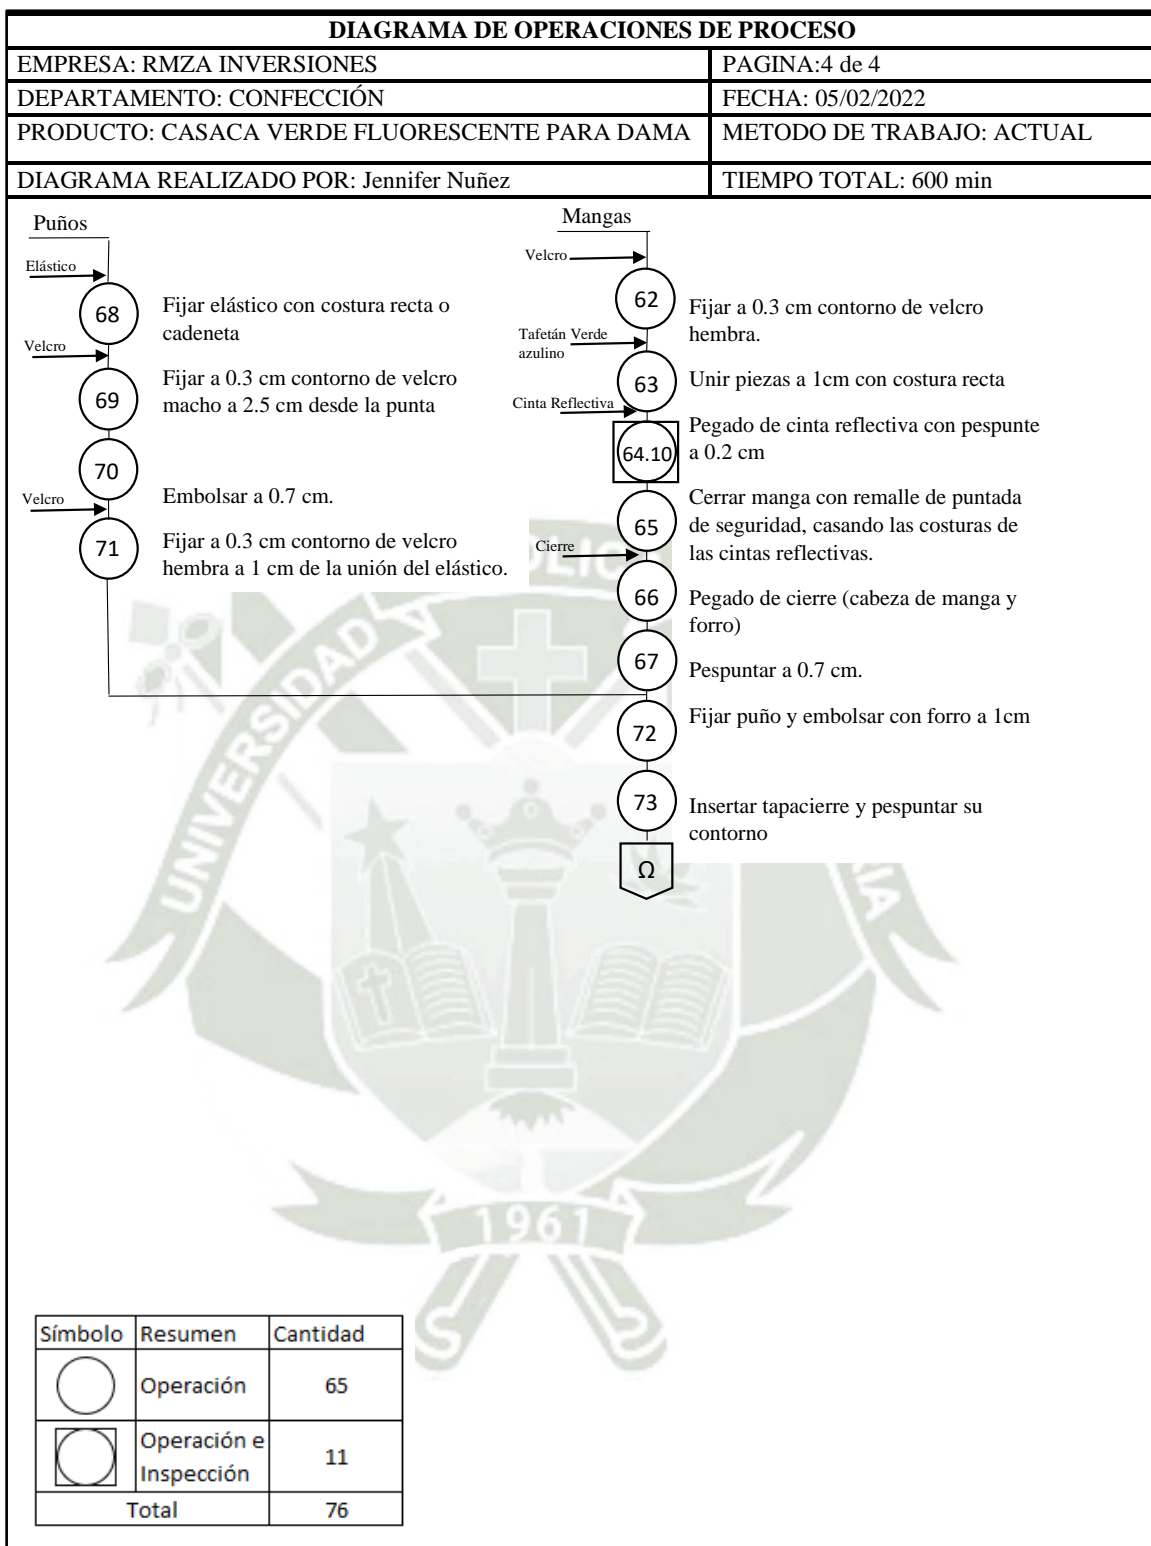 DIAGRAMA DE OPERACIONES DE PROCESO
EMPRESA: RMZA INVERSIONES
PAGINA:4 de 4
DEPARTAMENTO: CONFECCIÓN
FECHA: 05/02/2022
PRODUCTO: CASACA VERDE FLUORESCENTE PARA DAMA
METODO DE TRABAJO: ACTUAL
DIAGRAMA REALIZADO POR: Jennifer Nuñez
TIEMPO TOTAL: 600 min
Puños
Elástico
68
Fijar elástico con costura recta o
cadeneta
Velcro
69
Fijar a 0.3 cm contorno de velcro
macho a 2.5 cm desde la punta
70
Embolsar a 0.7 cm.
Velcro
71
Fijar a 0.3 cm contorno de velcro
hembra a 1 cm de la unión del elástico.
Mangas
Velcro
62
Fijar a 0.3 cm contorno de velcro
hembra.
Tafetán Verde
azulino
63
Unir piezas a 1cm con costura recta
Cinta Reflectiva
64.10
Pegado de cinta reflectiva con pespunte
a 0.2 cm
65
Cerrar manga con remalle de puntada
de seguridad, casando las costuras de
las cintas reflectivas.
Cierre
66
Pegado de cierre (cabeza de manga y
forro)
67
Pespuntar a 0.7 cm.
72
Fijar puño y embolsar con forro a 1cm
73
Insertar tapacierre y pespuntar su
contorno
Ω
UNIVERSIDAD
1961
Símbolo Resumen Cantidad
Operación 65
Operación e
Inspección 11
Total 76